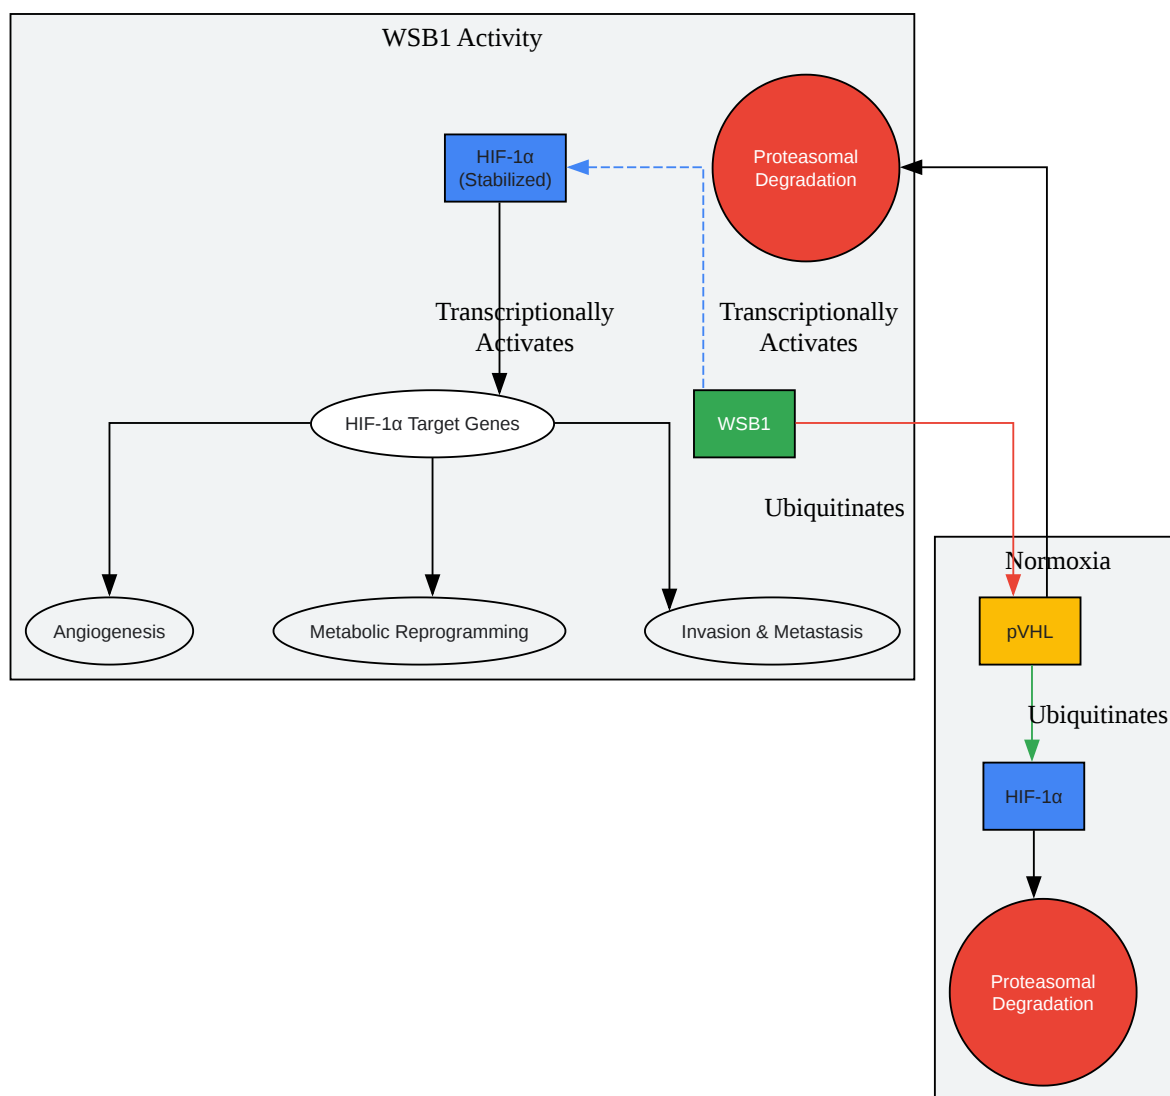 WSB1 Activity
Proteasomal
Degradation
HIF-1α
(Stabilized)
Transcriptionally
Activates
Transcriptionally
Activates
HIF-1α Target Genes
WSB1
Ubiquitinates
Normoxia
Angiogenesis
Metabolic Reprogramming
Invasion & Metastasis
pVHL
Ubiquitinates
HIF-1α
Proteasomal
Degradation